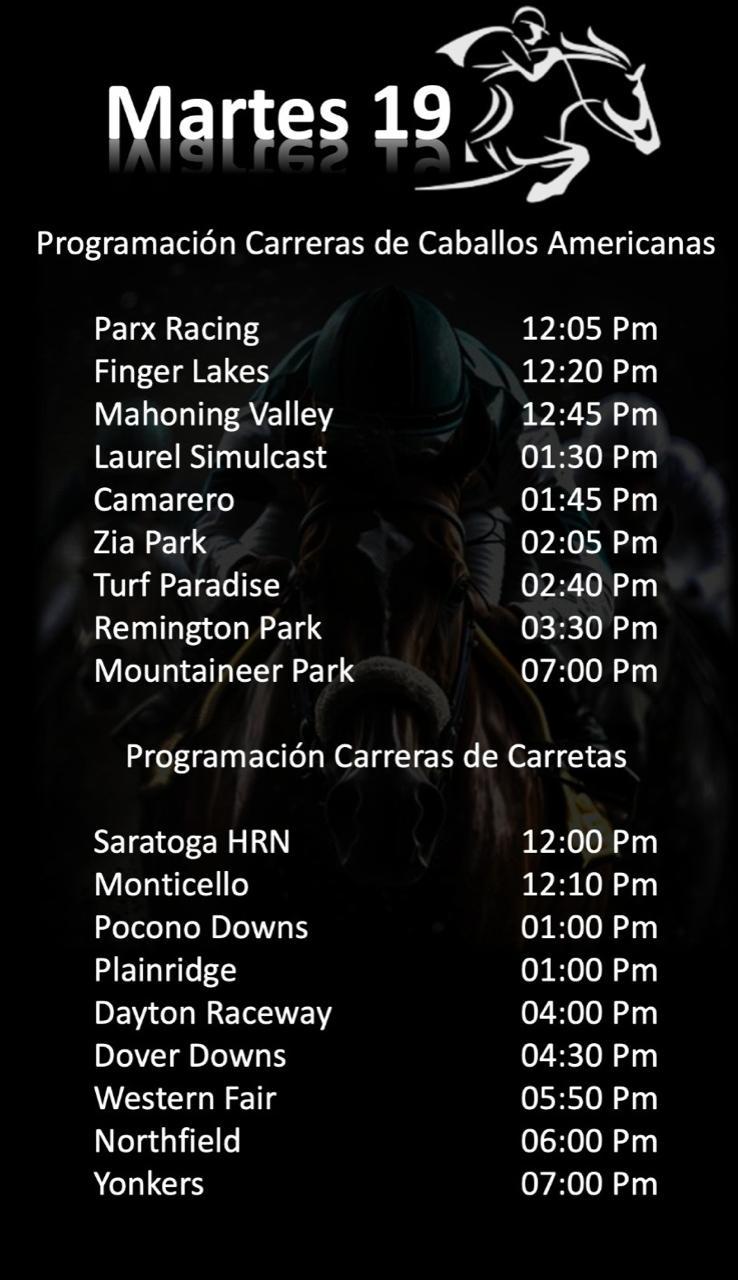 Martes 19
Programación Carreras de Caballos Americanas
Parx Racing 12:05 Pm
Finger Lakes 12:20 Pm
Mahoning Valley 12:45 Pm
Laurel Simulcast 01:30 Pm
Camarero 01:45 Pm
Zia Park 02:05 Pm
Turf Paradise 02:40 Pm
Remington Park 03:30 Pm
Mountaineer Park 07:00 Pm
Programación Carreras de Carretas
Saratoga HRN 12:00 Pm
Monticello 12:10 Pm
Pocono Downs 01:00 Pm
Plainridge 01:00 Pm
Dayton Raceway 04:00 Pm
Dover Downs 04:30 Pm
Western Fair 05:50 Pm
Northfield 06:00 Pm
Yonkers 07:00 Pm